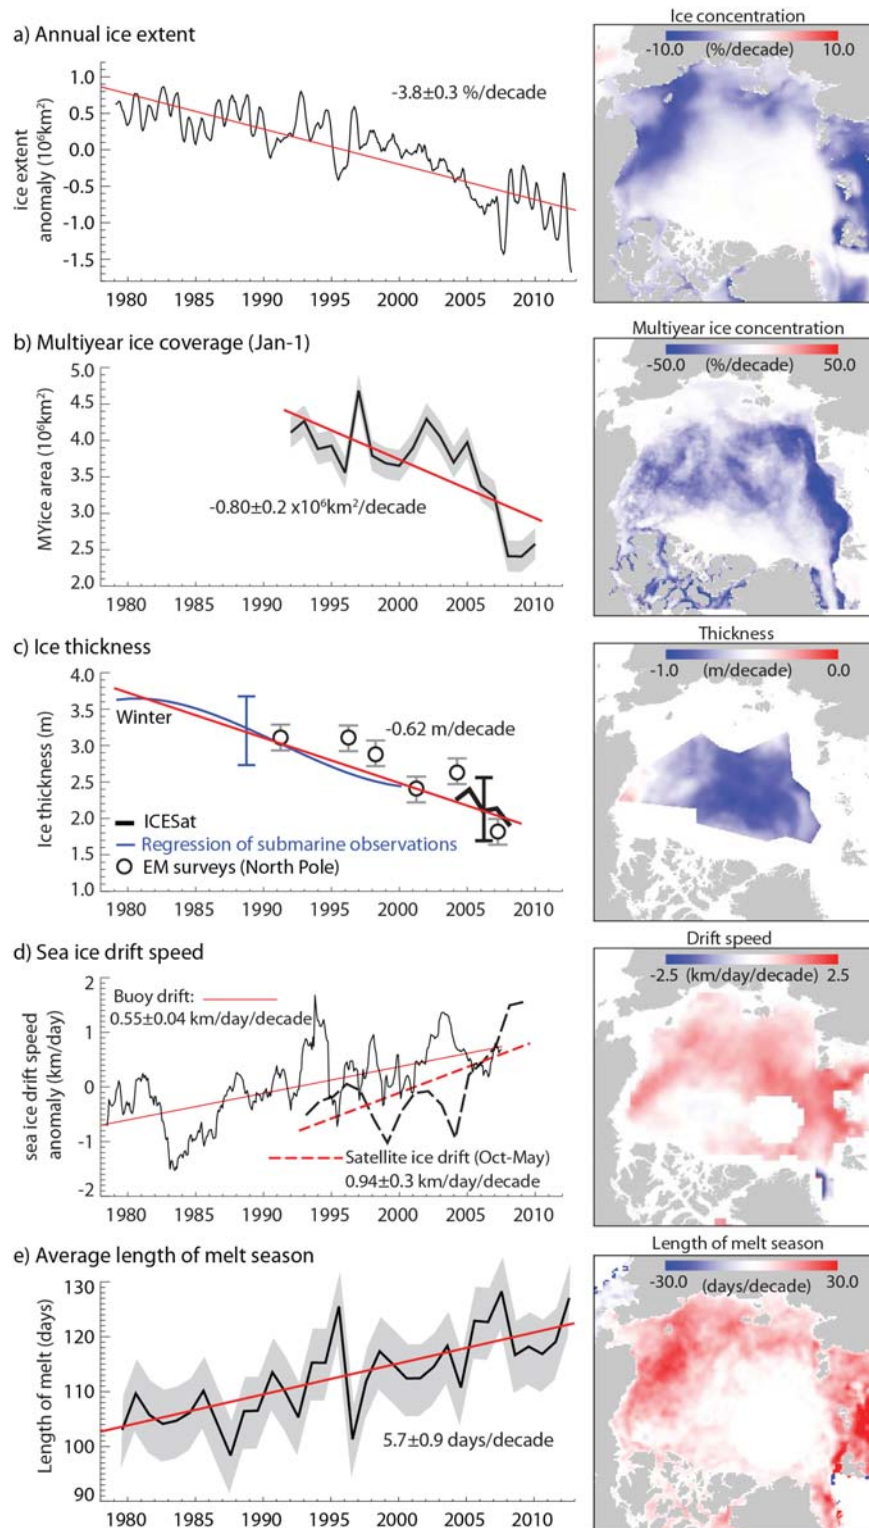 a) Annual ice extent
ice extent
anomaly (10⁶km²)
1.0
0.5
0.0
-0.5
-1.0
-1.5
-3.8±0.3 %/decade
1980 1985 1990 1995 2000 2005 2010
Ice concentration
-10.0 (%/decade) 10.0
b) Multiyear ice coverage (Jan-1)
MYice area (10⁶km²)
5.0
4.5
4.0
3.5
3.0
2.5
2.0
-0.80±0.2 x10⁶km²/decade
1980 1985 1990 1995 2000 2005 2010
Multiyear ice concentration
-50.0 (%/decade) 50.0
c) Ice thickness
Ice thickness (m)
4.0
3.5
3.0
2.5
2.0
1.5
1.0
Winter
-0.62 m/decade
ICESat
Regression of submarine observations
EM surveys (North Pole)
1980 1985 1990 1995 2000 2005 2010
Thickness
-1.0 (m/decade) 0.0
d) Sea ice drift speed
sea ice drift speed
anomaly (km/day)
2
1
0
-1
-2
Buoy drift:
0.55±0.04 km/day/decade
Satellite ice drift (Oct-May)
0.94±0.3 km/day/decade
1980 1985 1990 1995 2000 2005 2010
Drift speed
-2.5 (km/day/decade) 2.5
e) Average length of melt season
Length of melt (days)
130
120
110
100
90
5.7±0.9 days/decade
1980 1985 1990 1995 2000 2005 2010
Length of melt season
-30.0 (days/decade) 30.0